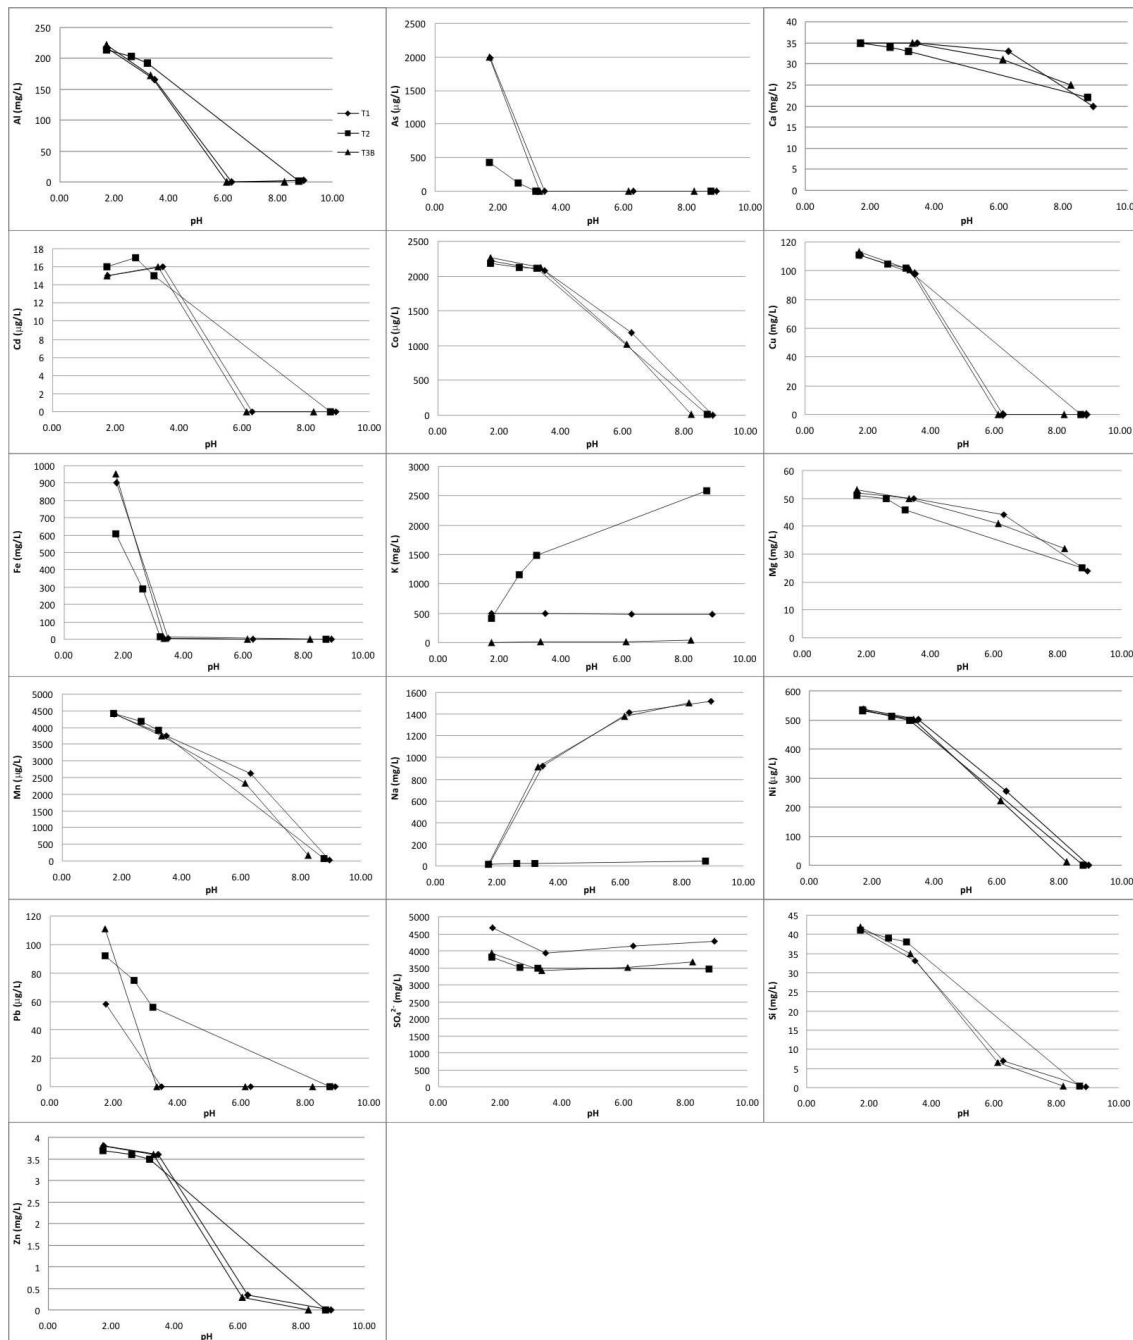 Al (mg/L)
250
200
150
100
50
0
0.00 2.00 4.00 6.00 8.00 10.00
pH
T1
T2
T3B
As (µg/L)
2500
2000
1500
1000
500
0
0.00 2.00 4.00 6.00 8.00 10.00
pH
Ca (mg/L)
40
35
30
25
20
15
10
5
0
0.00 2.00 4.00 6.00 8.00 10.0
pH
Cd (µg/L)
18
16
14
12
10
8
6
4
2
0
0.00 2.00 4.00 6.00 8.00 10.00
pH
Co (µg/L)
2500
2000
1500
1000
500
0
0.00 2.00 4.00 6.00 8.00 10.00
pH
Cu (mg/L)
120
100
80
60
40
20
0
0.00 2.00 4.00 6.00 8.00 10.00
pH
Fe (mg/L)
1000
900
800
700
600
500
400
300
200
100
0
0.00 2.00 4.00 6.00 8.00 10.00
pH
K (mg/L)
3000
2500
2000
1500
1000
500
0
0.00 2.00 4.00 6.00 8.00 10.00
pH
Mg (mg/L)
60
50
40
30
20
10
0
0.00 2.00 4.00 6.00 8.00 10.00
pH
Mn (µg/L)
5000
4500
4000
3500
3000
2500
2000
1500
1000
500
0
0.00 2.00 4.00 6.00 8.00 10.00
pH
Na (mg/L)
1600
1400
1200
1000
800
600
400
200
0
0.00 2.00 4.00 6.00 8.00 10.00
pH
Ni (µg/L)
600
500
400
300
200
100
0
0.00 2.00 4.00 6.00 8.00 10.00
pH
Pb (µg/L)
120
100
80
60
40
20
0
0.00 2.00 4.00 6.00 8.00 10.00
pH
SO₄²⁻ (mg/L)
5000
4500
4000
3500
3000
2500
2000
1500
1000
500
0
0.00 2.00 4.00 6.00 8.00 10.00
pH
Si (mg/L)
45
40
35
30
25
20
15
10
5
0
0.00 2.00 4.00 6.00 8.00 10.00
pH
Zn (mg/L)
4
3.5
3
2.5
2
1.5
1
0.5
0
0.00 2.00 4.00 6.00 8.00 10.00
pH